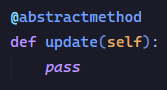 @abstractmethod
def update(self):
    pass